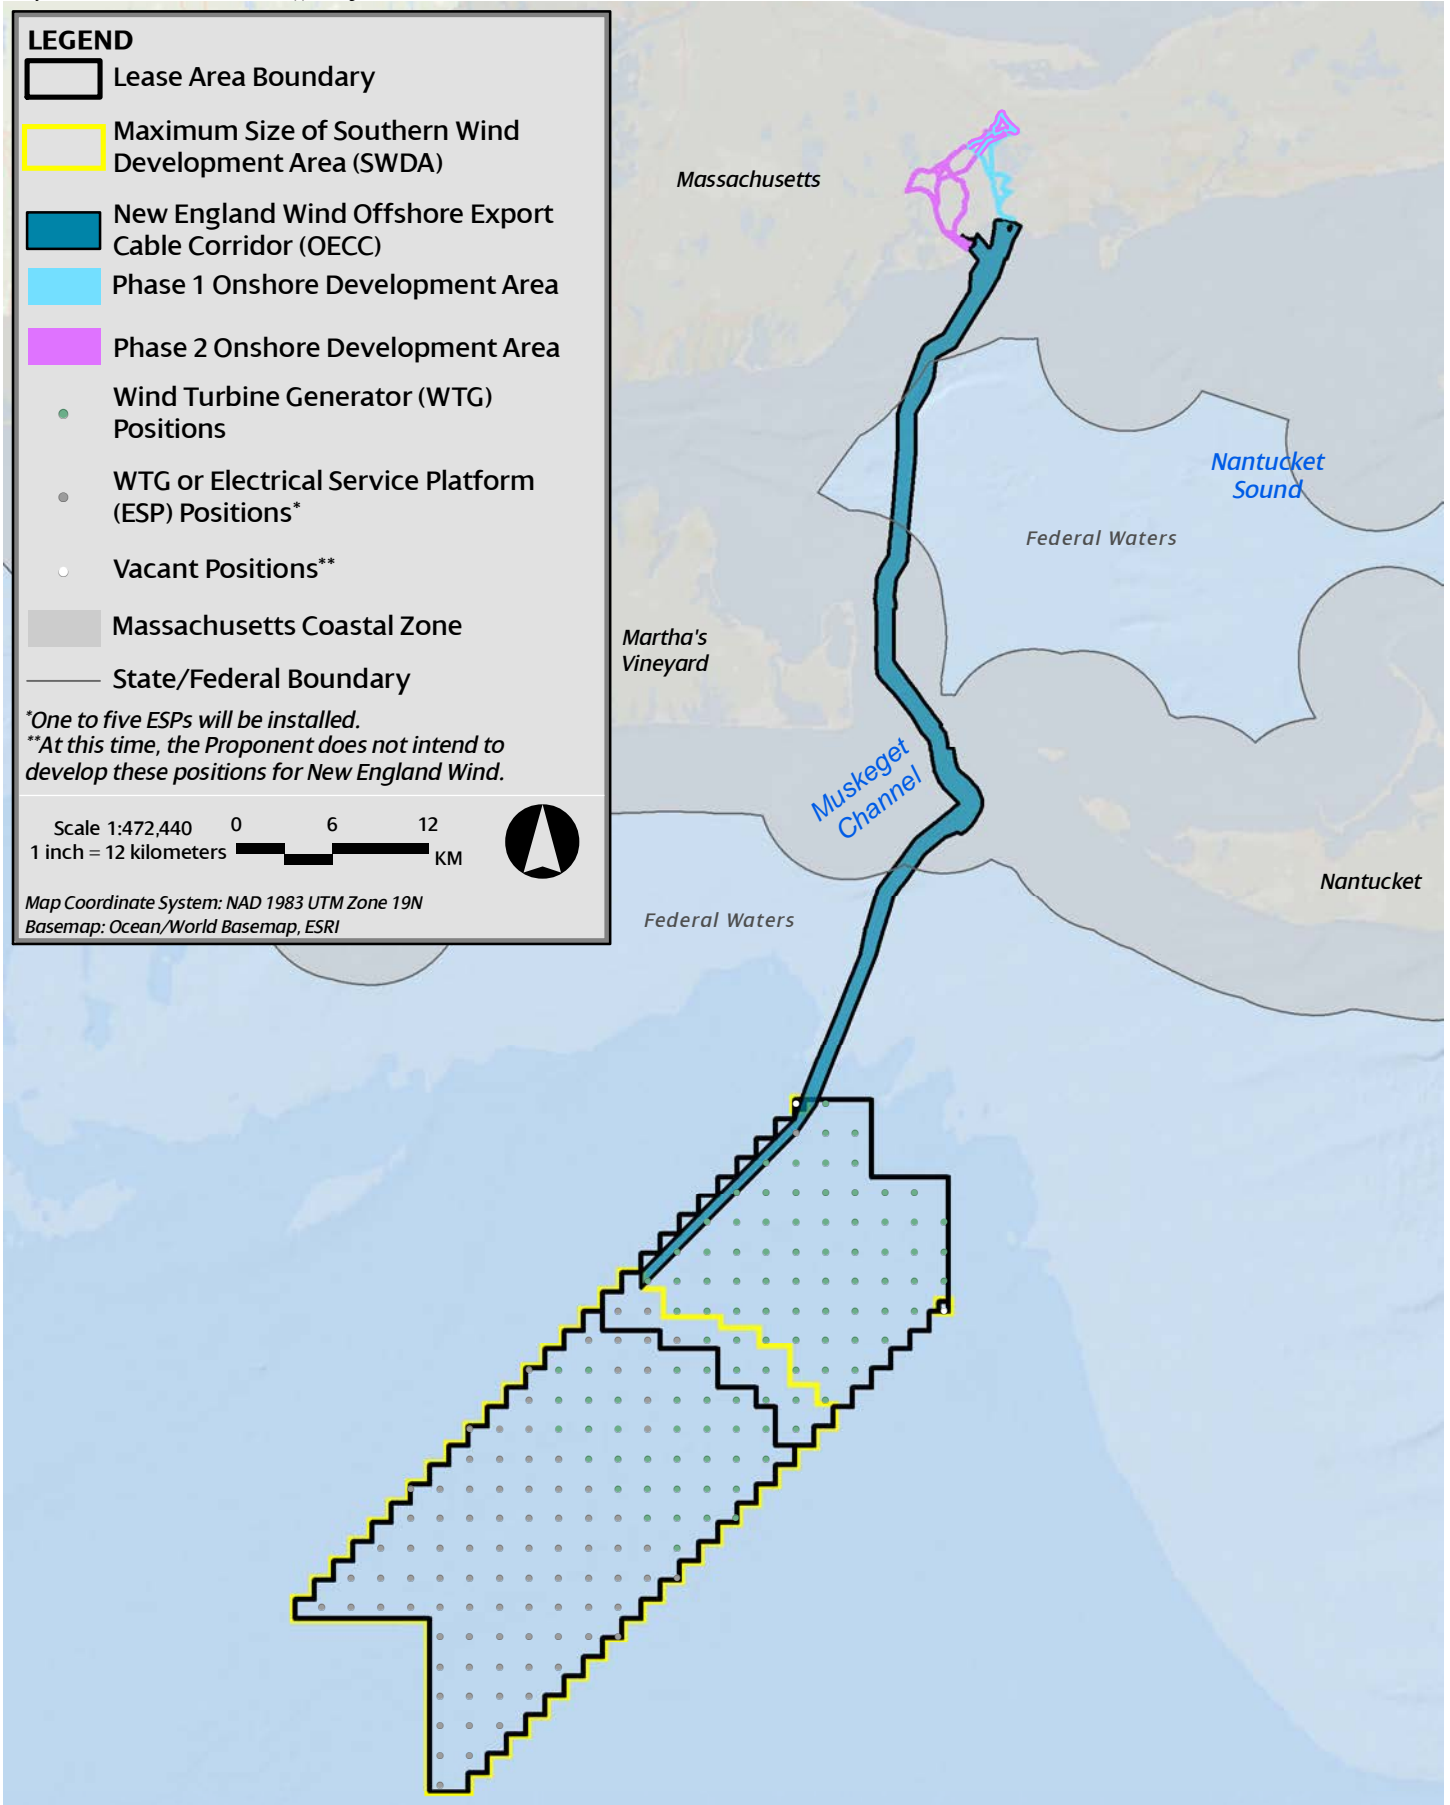 LEGEND
Lease Area Boundary
Maximum Size of Southern Wind
Development Area (SWDA)
New England Wind Offshore Export
Cable Corridor (OECC)
Phase 1 Onshore Development Area
Phase 2 Onshore Development Area
Wind Turbine Generator (WTG)
Positions
WTG or Electrical Service Platform
(ESP) Positions*
Vacant Positions**
Massachusetts Coastal Zone
State/Federal Boundary
*One to five ESPs will be installed.
**At this time, the Proponent does not intend to
develop these positions for New England Wind.
Scale 1:472,440
1 inch = 12 kilometers
0 6 12
KM
Map Coordinate System: NAD 1983 UTM Zone 19N
Basemap: Ocean/World Basemap, ESRI
Massachusetts
Nantucket
Sound
Federal Waters
Martha's
Vineyard
Muskeget
Channel
Nantucket
Federal Waters